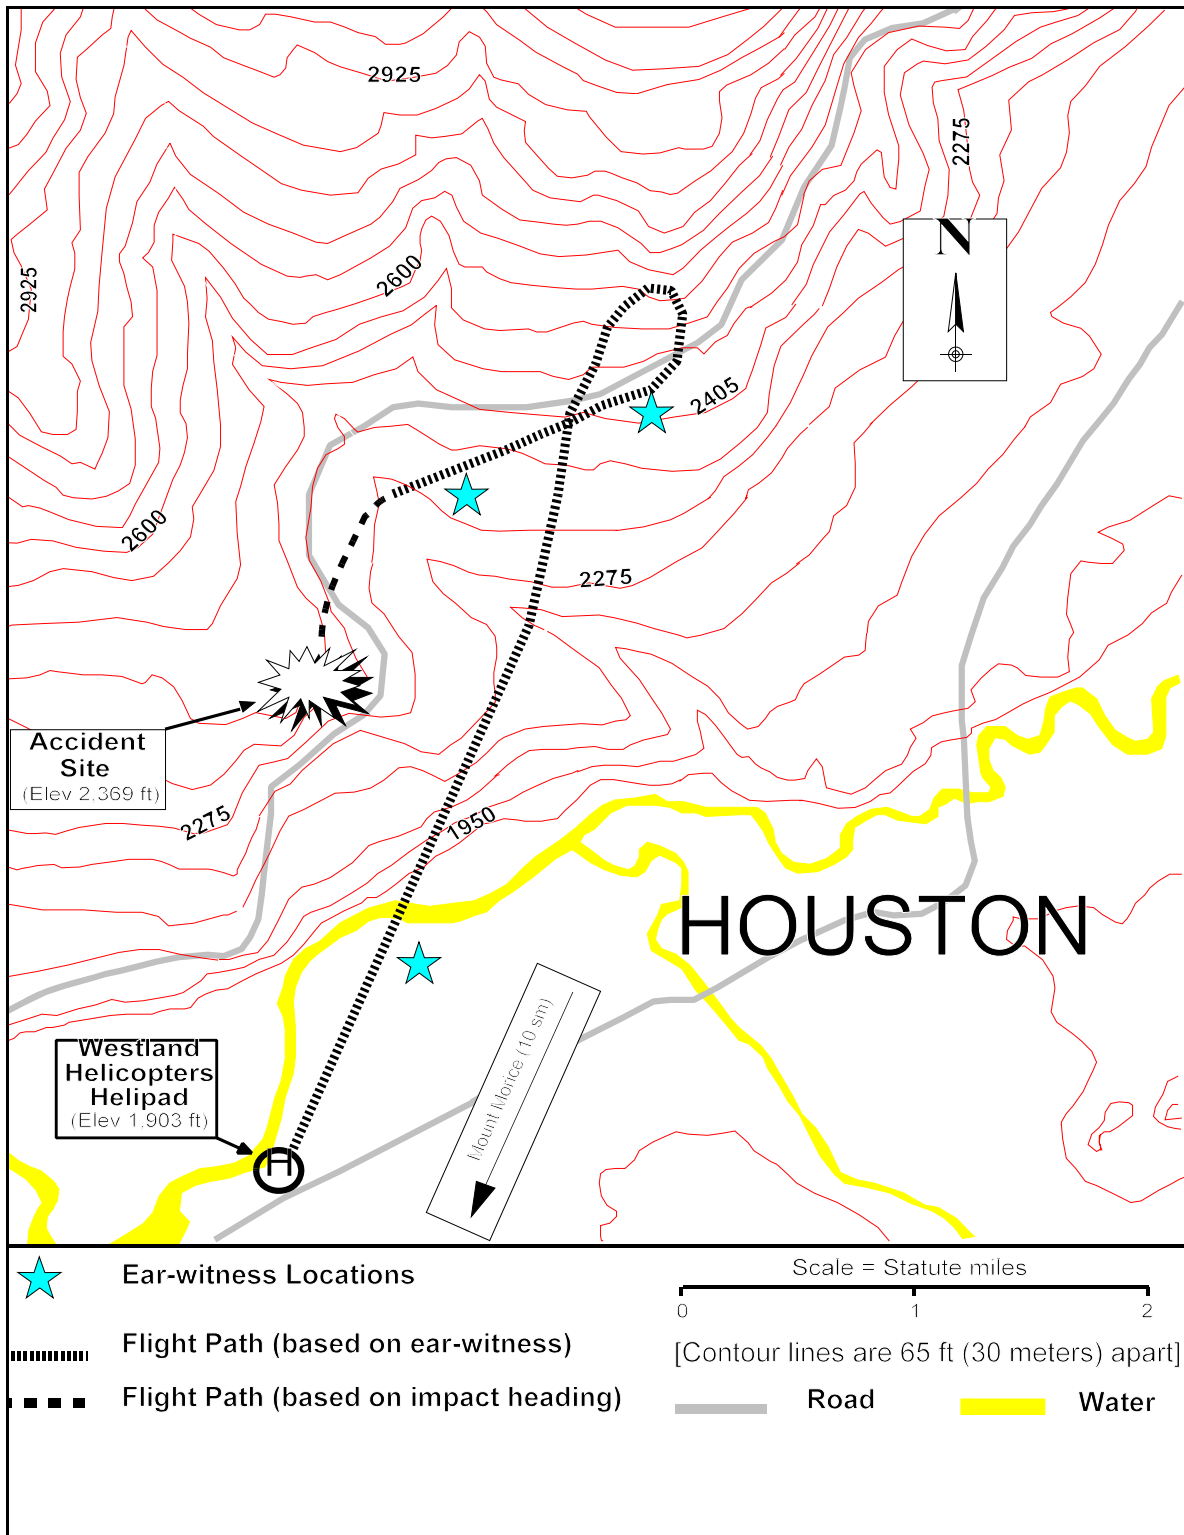 2925
2275
N
2925
2600
2405
2600
2275
Accident
Site
(Elev 2,369 ft)
2275
1950
HOUSTON
Mount Morice (10 sm)
Westland
Helicopters
Helipad
(Elev 1,903 ft)
H
Ear-witness Locations
Scale = Statute miles
0 1 2
Flight Path (based on ear-witness)
[Contour lines are 65 ft (30 meters) apart]
Flight Path (based on impact heading)
Road
Water